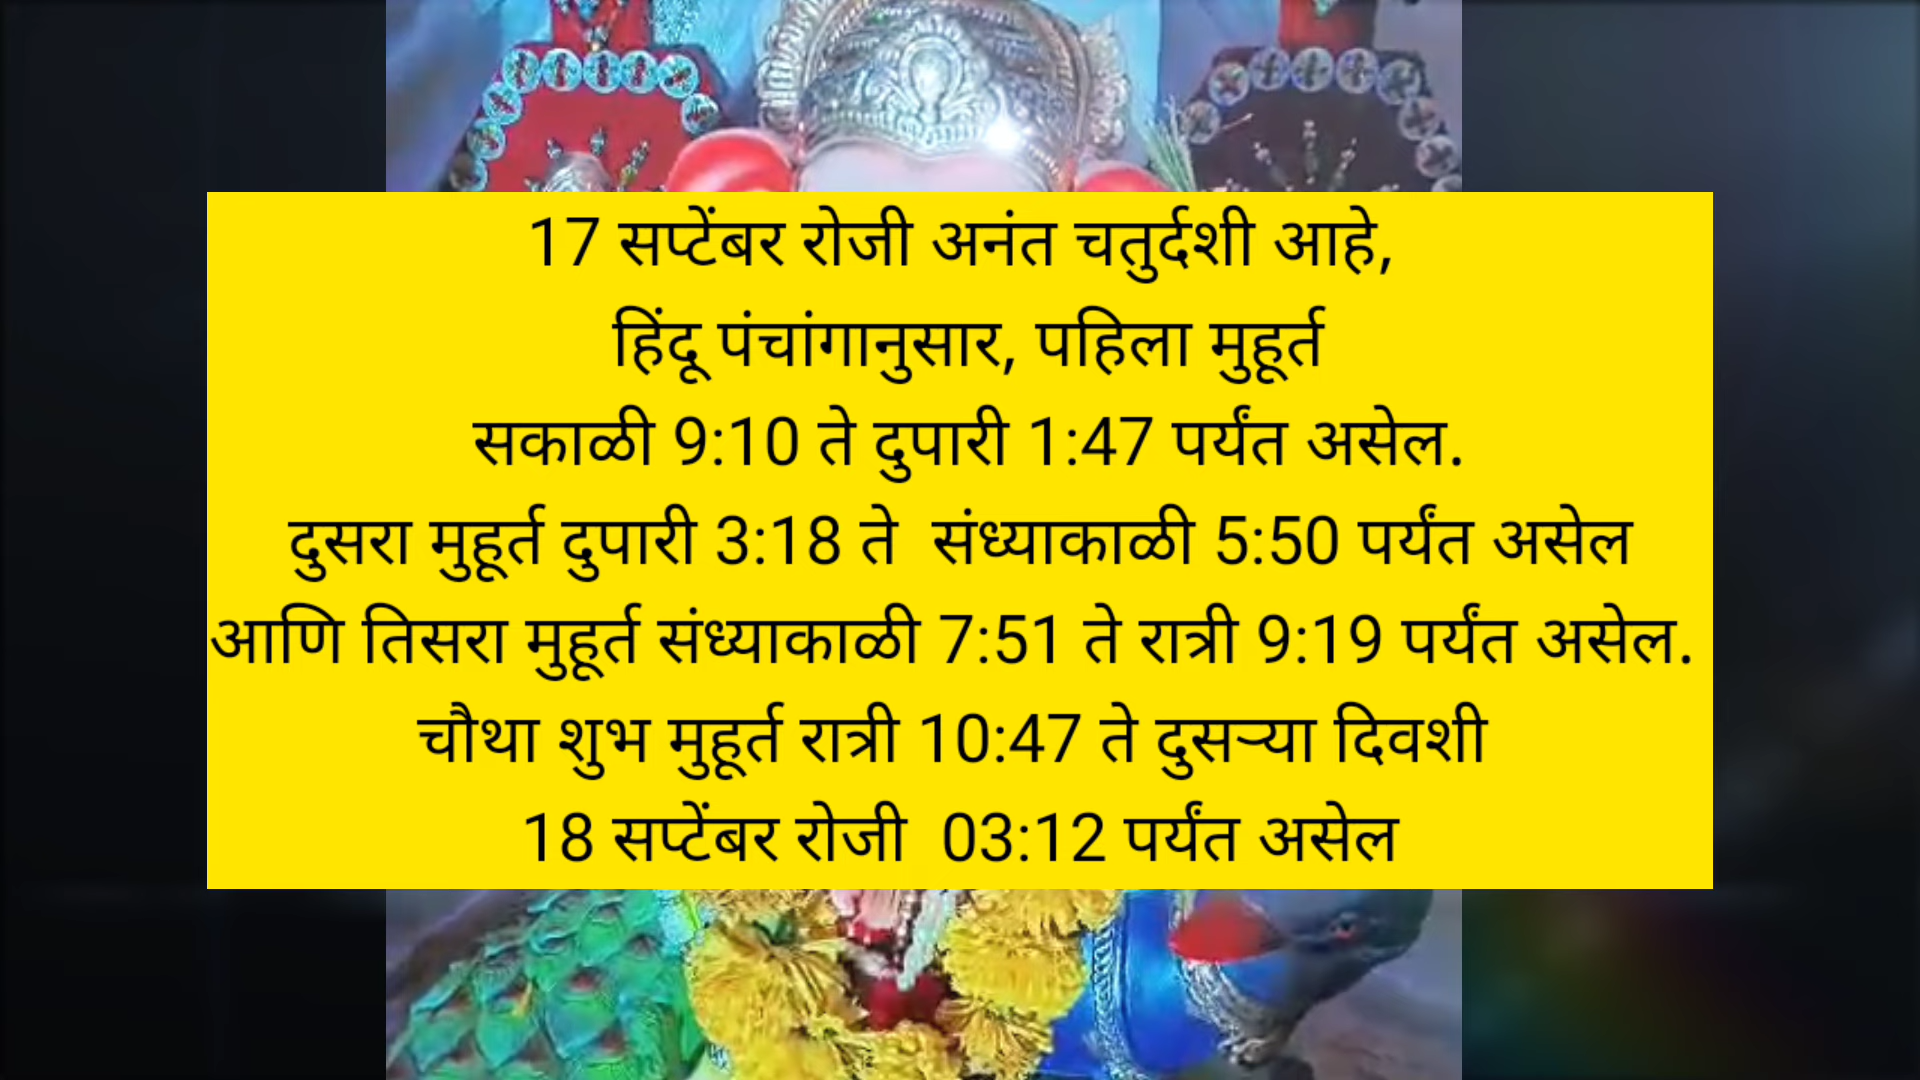 17 सप्टेंबर रोजी अनंत चतुर्दशी आहे,
हिंदू पंचांगानुसार, पहिला मुहूर्त
सकाळी 9:10 ते दुपारी 1:47 पर्यंत असेल.
दुसरा मुहूर्त दुपारी 3:18 ते संध्याकाळी 5:50 पर्यंत असेल
आणि तिसरा मुहूर्त संध्याकाळी 7:51 ते रात्री 9:19 पर्यंत असेल.
चौथा शुभ मुहूर्त रात्री 10:47 ते दुसऱ्या दिवशी
18 सप्टेंबर रोजी 03:12 पर्यंत असेल